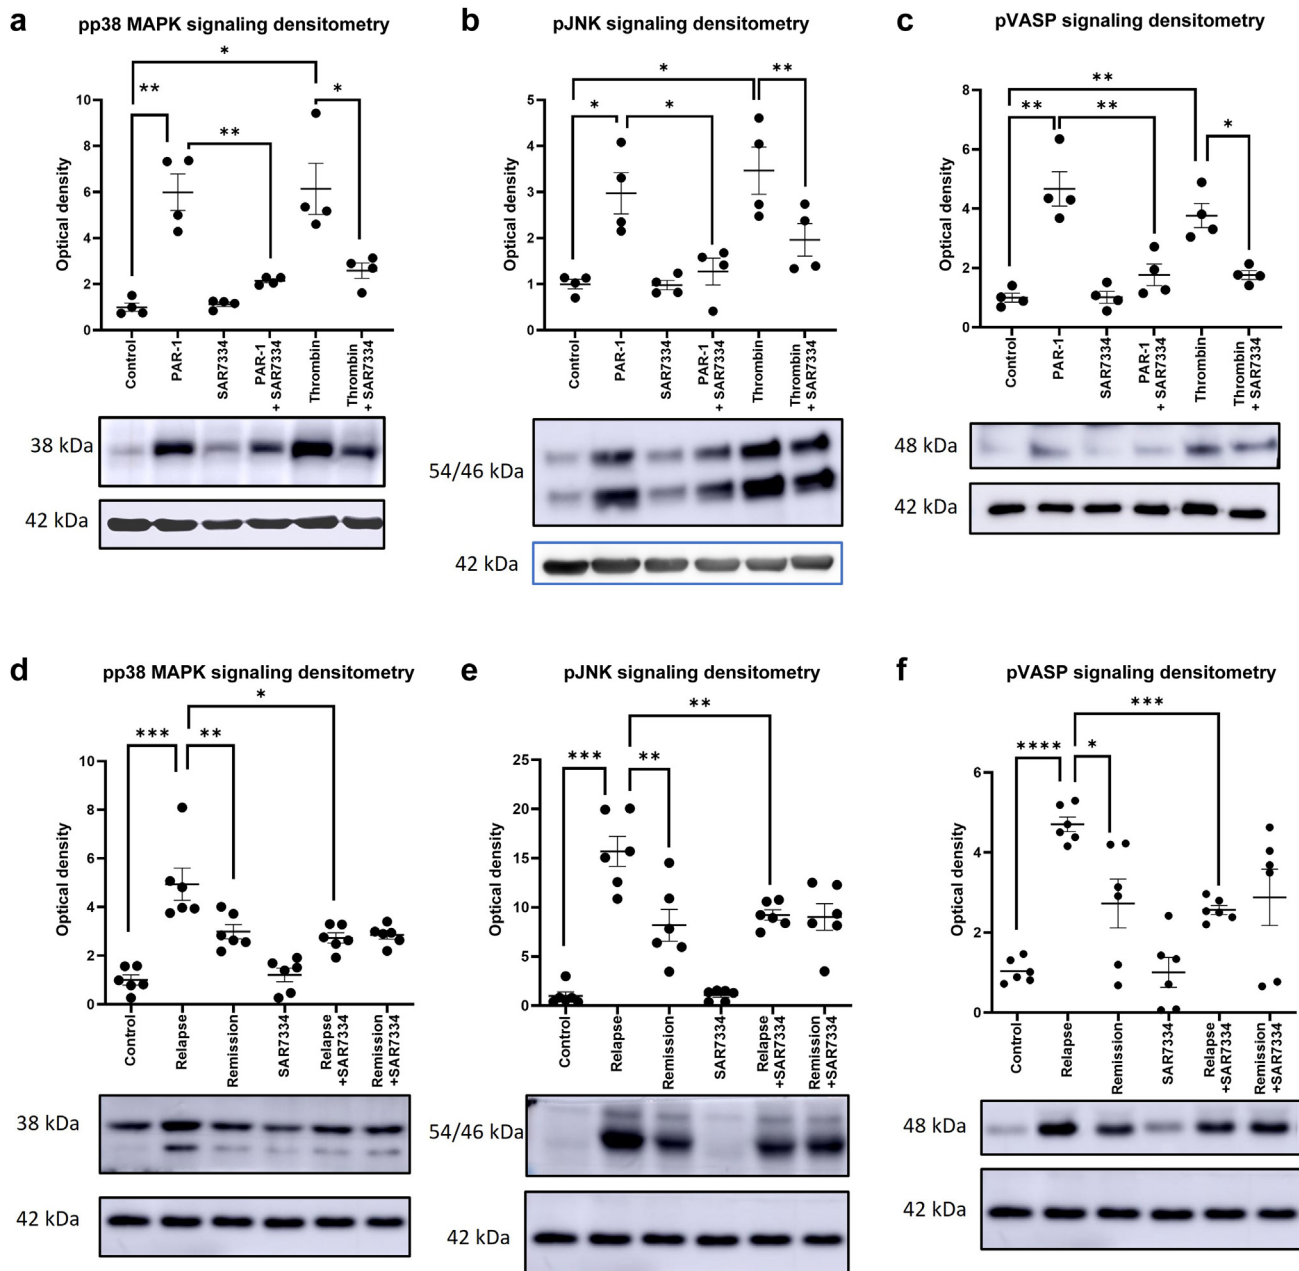 a
pp38 MAPK signaling densitometry
*
**
*
**
Optical density
10
8
6
4
2
0
Control
PAR-1
SAR7334
PAR-1
+ SAR7334
Thrombin
Thrombin
+ SAR7334
38 kDa
42 kDa
b
pJNK signaling densitometry
*
**
*
*
Optical density
5
4
3
2
1
0
Control
PAR-1
SAR7334
PAR-1
+ SAR7334
Thrombin
Thrombin
+ SAR7334
54/46 kDa
42 kDa
c
pVASP signaling densitometry
**
**
**
*
Optical density
8
6
4
2
0
Control
PAR-1
SAR7334
PAR-1
+ SAR7334
Thrombin
Thrombin
+ SAR7334
48 kDa
42 kDa
d
pp38 MAPK signaling densitometry
*
***
**
Optical density
10
8
6
4
2
0
Control
Relapse
Remission
SAR7334
Relapse
+SAR7334
Remission
+SAR7334
38 kDa
42 kDa
e
pJNK signaling densitometry
**
***
**
Optical density
25
20
15
10
5
0
Control
Relapse
Remission
SAR7334
Relapse
+SAR7334
Remission
+SAR7334
54/46 kDa
42 kDa
f
pVASP signaling densitometry
***
****
*
Optical density
6
4
2
0
Control
Relapse
Remission
SAR7334
Relapse
+SAR7334
Remission
+SAR7334
48 kDa
42 kDa